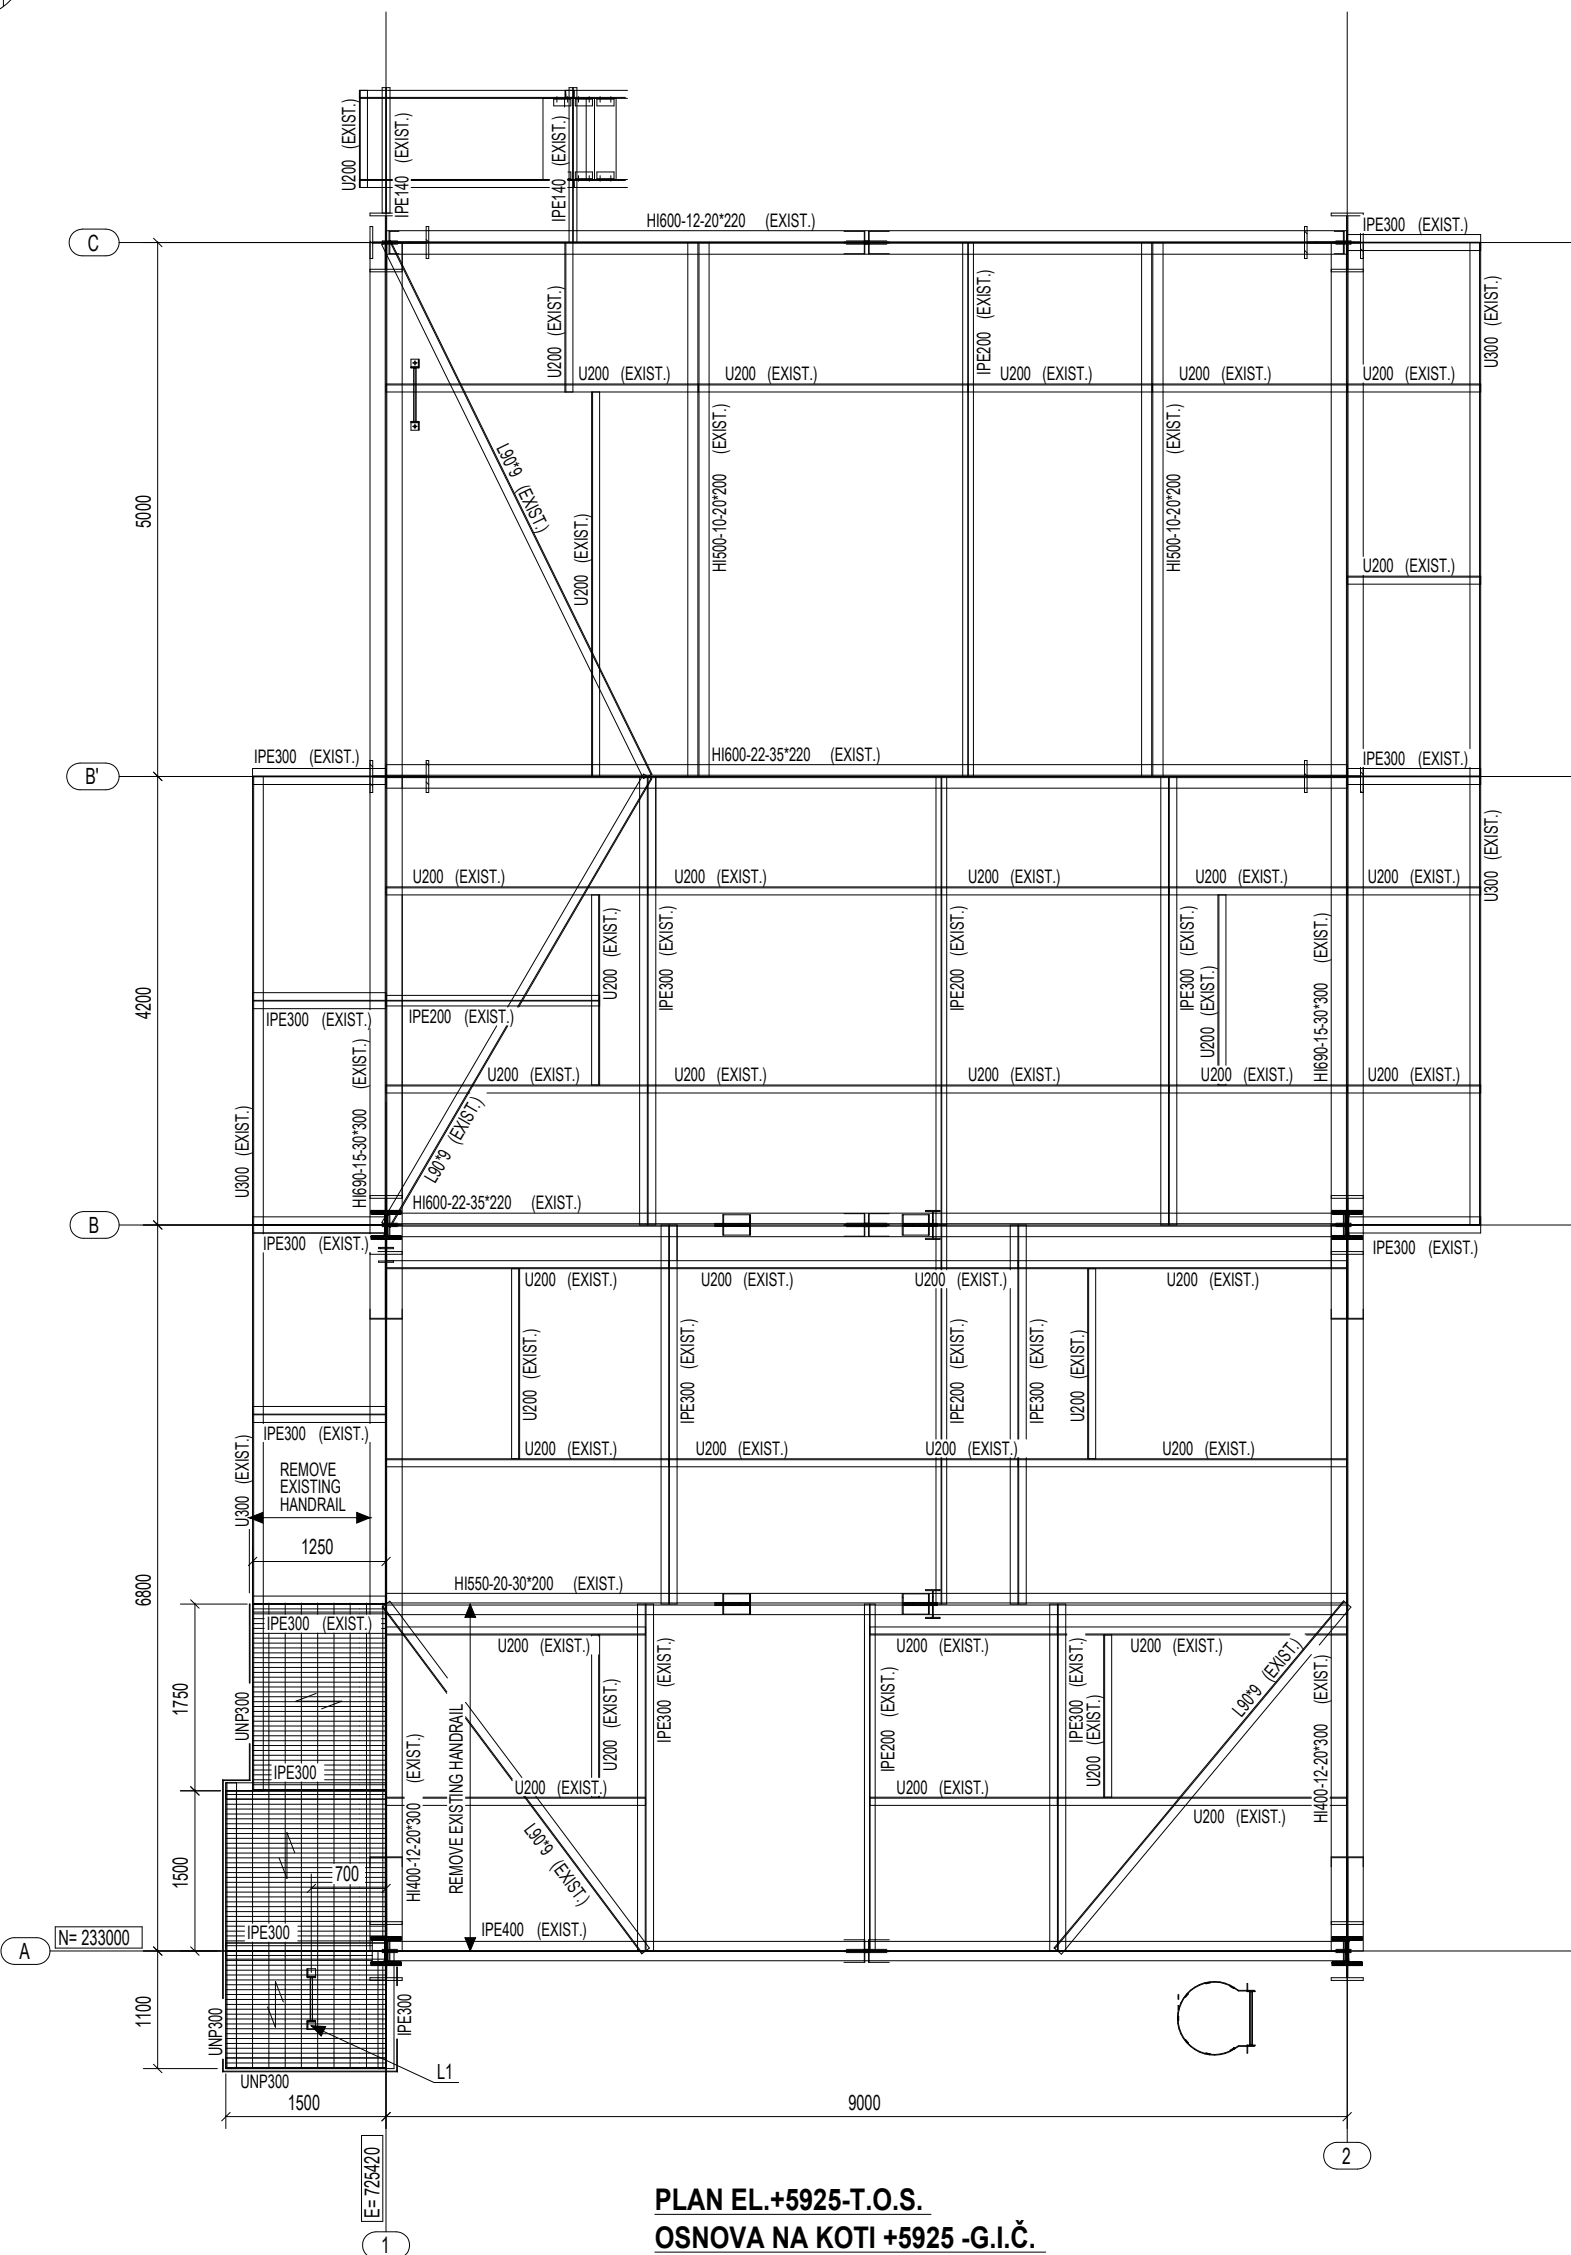 U200 (EXIST.)
IPE140 (EXIST.)
IPE140 (EXIST.)
HI600-12-20*220 (EXIST.)
IPE300 (EXIST.)
C
U200 (EXIST.)
IPE200 (EXIST.)
U300 (EXIST.)
U200 (EXIST.)
U200 (EXIST.)
U200 (EXIST.)
U200 (EXIST.)
U200 (EXIST.)
L90*9 (EXIST.)
HI500-10-20*200 (EXIST.)
HI500-10-20*200 (EXIST.)
5000
U200 (EXIST.)
U200 (EXIST.)
IPE300 (EXIST.)
HI600-22-35*220 (EXIST.)
IPE300 (EXIST.)
B'
U300 (EXIST.)
U200 (EXIST.)
U200 (EXIST.)
U200 (EXIST.)
U200 (EXIST.)
U200 (EXIST.)
U200 (EXIST.)
IPE300 (EXIST.)
IPE200 (EXIST.)
IPE300 (EXIST.)
U200 (EXIST.)
HI690-15-30*300 (EXIST.)
4200
IPE300 (EXIST.)
IPE200 (EXIST.)
U200 (EXIST.)
U200 (EXIST.)
U200 (EXIST.)
U200 (EXIST.)
U200 (EXIST.)
HI690-15-30*300 (EXIST.)
U300 (EXIST.)
L90*9 (EXIST.)
HI600-22-35*220 (EXIST.)
B
IPE300 (EXIST.)
IPE300 (EXIST.)
U200 (EXIST.)
U200 (EXIST.)
U200 (EXIST.)
U200 (EXIST.)
U200 (EXIST.)
IPE300 (EXIST.)
IPE200 (EXIST.)
IPE300 (EXIST.)
U200 (EXIST.)
IPE300 (EXIST.)
U200 (EXIST.)
U200 (EXIST.)
U200 (EXIST.)
U200 (EXIST.)
U300 (EXIST.)
REMOVE
EXISTING
HANDRAIL
1250
6800
HI550-20-30*200 (EXIST.)
IPE300 (EXIST.)
U200 (EXIST.)
U200 (EXIST.)
U200 (EXIST.)
1750
UNP300
U200 (EXIST.)
IPE300 (EXIST.)
IPE200 (EXIST.)
IPE300 (EXIST.)
U200 (EXIST.)
L90*9 (EXIST.)
HI400-12-20*300 (EXIST.)
HI400-12-20*300 (EXIST.)
REMOVE EXISTING HANDRAIL
IPE300
U200 (EXIST.)
U200 (EXIST.)
U200 (EXIST.)
L90*9 (EXIST.)
1500
700
IPE300
IPE400 (EXIST.)
A
N= 233000
1100
UNP300
IPE300
L1
UNP300
1500
9000
E= 725420
1
2
PLAN EL.+5925-T.O.S.
OSNOVA NA KOTI +5925 -G.I.Č.